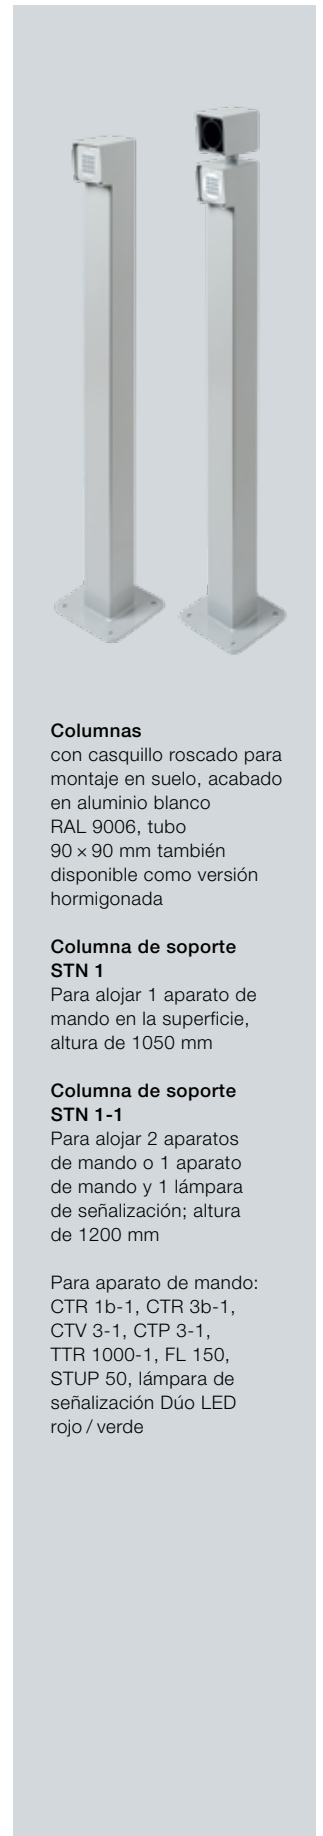 Columnas
con casquillo roscado para
montaje en suelo, acabado
en aluminio blanco
RAL 9006, tubo
90 × 90 mm también
disponible como versión
hormigonada
Columna de soporte
STN 1
Para alojar 1 aparato de
mando en la superficie,
altura de 1050 mm
Columna de soporte
STN 1-1
Para alojar 2 aparatos
de mando o 1 aparato
de mando y 1 lámpara
de señalización; altura
de 1200 mm
Para aparato de mando:
CTR 1b-1, CTR 3b-1,
CTV 3-1, CTP 3-1,
TTR 1000-1, FL 150,
STUP 50, lámpara de
señalización Dúo LED
rojo / verde